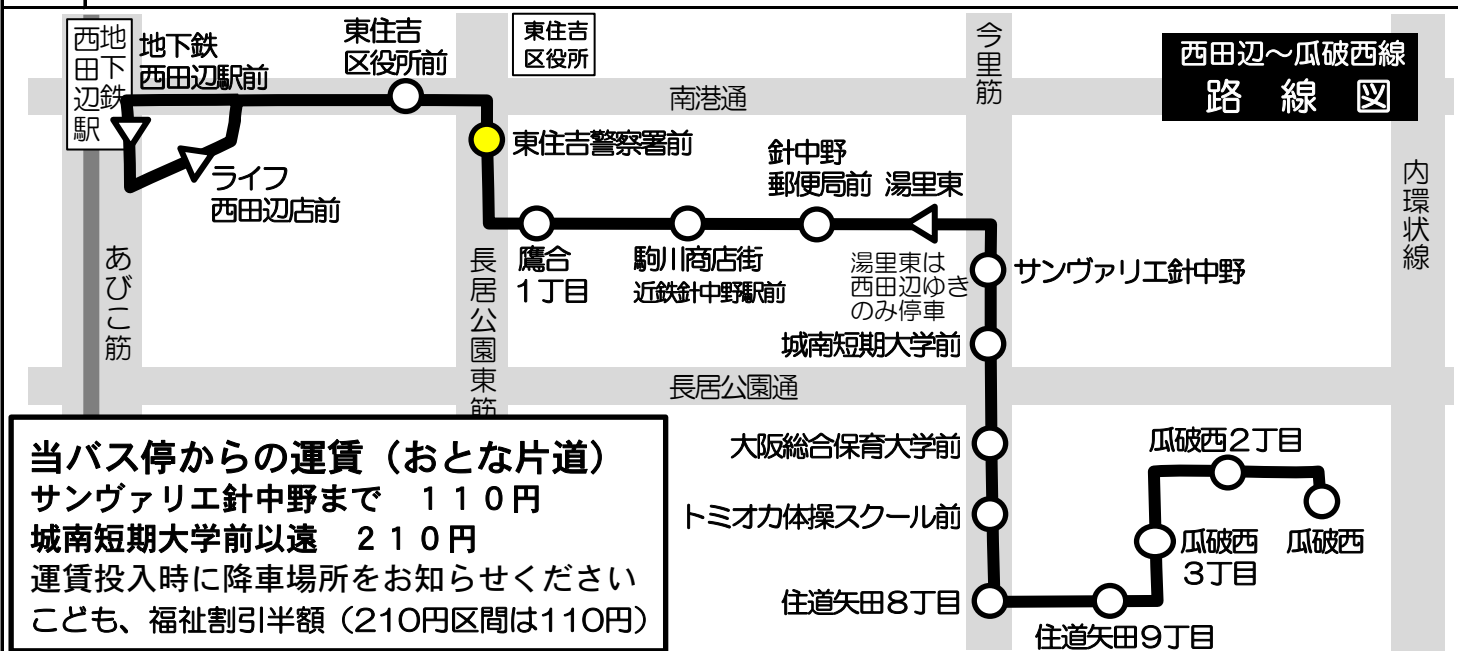 西田辺～瓜破西線
路線図
地下鉄
西田辺駅
地下鉄
西田辺駅前
東住吉
区役所前
東住吉
区役所
今里筋
南港通
内環状線
東住吉警察署前
ライフ
西田辺店前
針中野
郵便局前
湯里東
あびこ筋
長居公園東筋
鷹合
1丁目
駒川商店街
近鉄針中野駅前
湯里東は
西田辺ゆき
のみ停車
サンヴァリエ針中野
城南短期大学前
長居公園通
大阪総合保育大学前
トミオカ体操スクール前
住道矢田8丁目
住道矢田9丁目
瓜破西2丁目
瓜破西
3丁目
瓜破西
当バス停からの運賃（おとな片道）
サンヴァリエ針中野まで　１１０円
城南短期大学前以遠　２１０円
運賃投入時に降車場所をお知らせください
こども、福祉割引半額（210円区間は110円）